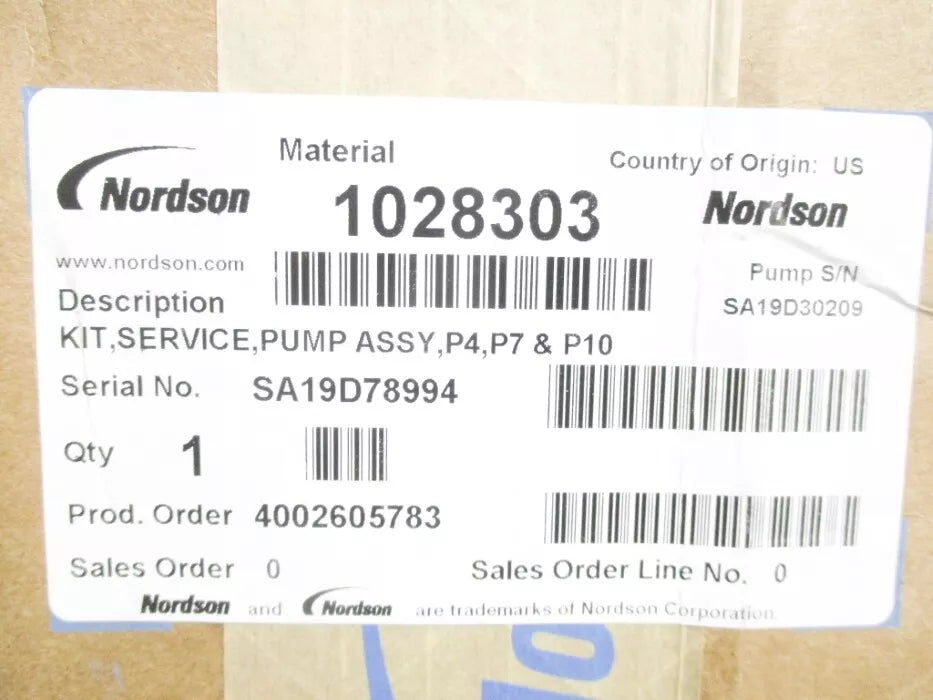 Nordson
Material
Country of Origin: US
1028303
Nordson
www.nordson.com
Pump S/N
SA19D30209
Description
KIT,SERVICE,PUMP ASSY,P4,P7 & P10
Serial No. SA19D78994
Qty 1
Prod. Order 4002605783
Sales Order 0
Sales Order Line No. 0
Nordson and Nordson are trademarks of Nordson Corporation.